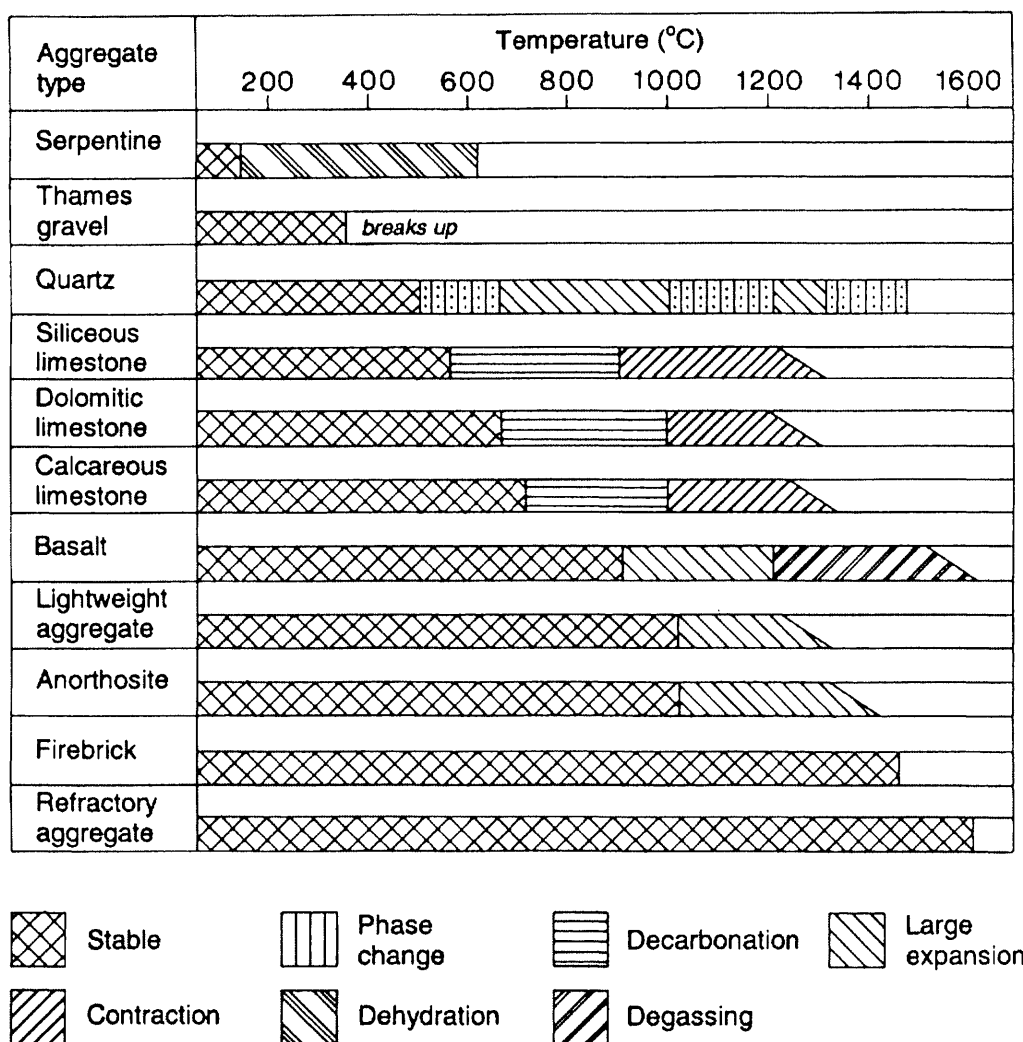 Aggregate
type
Temperature (°C)
200 400 600 800 1000 1200 1400 1600
Serpentine
Thames
gravel
breaks up
Quartz
Siliceous
limestone
Dolomitic
limestone
Calcareous
limestone
Basalt
Lightweight
aggregate
Anorthosite
Firebrick
Refractory
aggregate
Stable
Phase
change
Decarbonation
Large
expansion
Contraction
Dehydration
Degassing